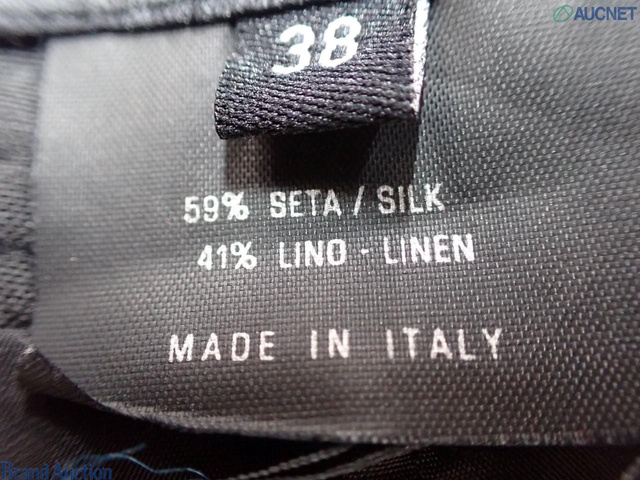 AUCNET
38
59% SETA / SILK
41% LINO - LINEN
MADE IN ITALY
Brand Auction